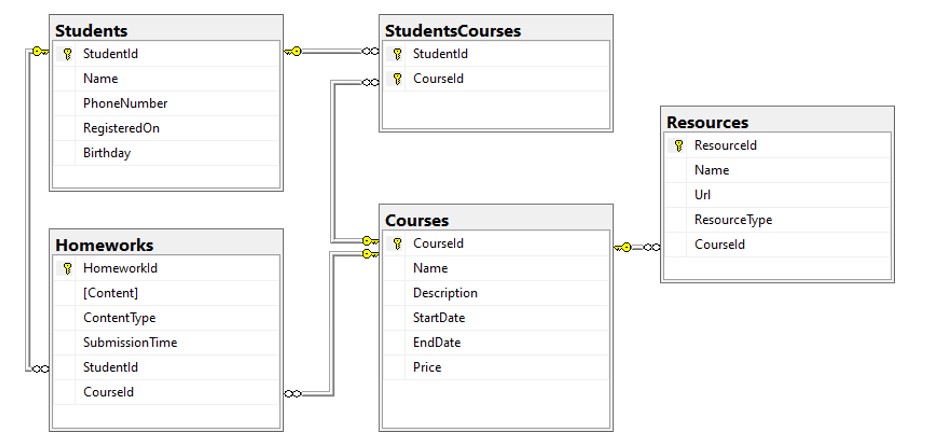 Students
StudentId
Name
PhoneNumber
RegisteredOn
Birthday
StudentsCourses
StudentId
CourseId
Resources
ResourceId
Name
Url
ResourceType
CourseId
Homeworks
HomeworkId
[Content]
ContentType
SubmissionTime
StudentId
CourseId
Courses
CourseId
Name
Description
StartDate
EndDate
Price